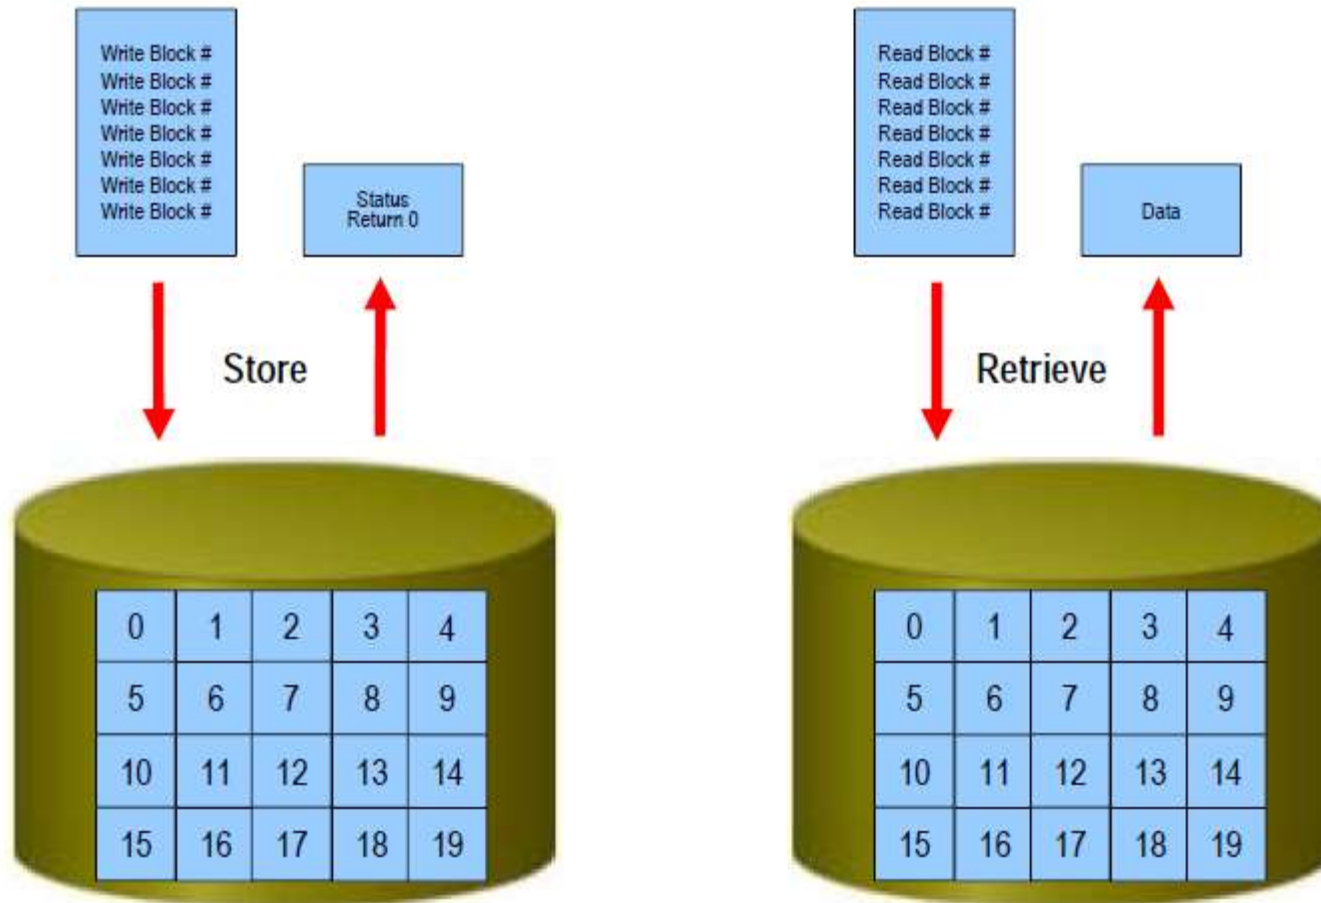 Write Block #
Write Block #
Write Block #
Write Block #
Write Block #
Write Block #
Write Block #
Status
Return 0
Store
0 1 2 3 4
5 6 7 8 9
10 11 12 13 14
15 16 17 18 19
Read Block #
Read Block #
Read Block #
Read Block #
Read Block #
Read Block #
Read Block #
Data
Retrieve
0 1 2 3 4
5 6 7 8 9
10 11 12 13 14
15 16 17 18 19